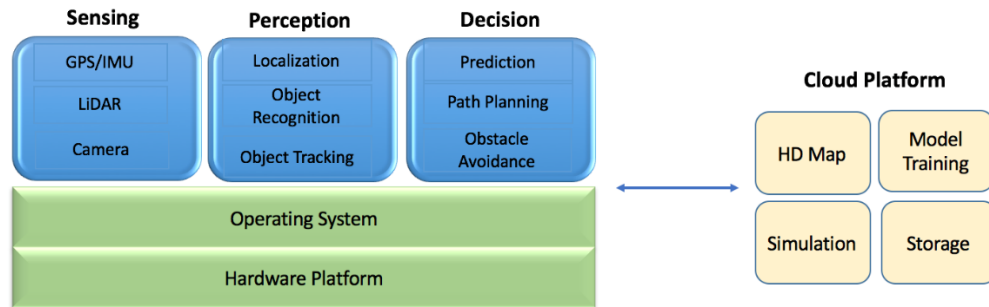 Sensing
GPS/IMU
LiDAR
Camera
Perception
Localization
Object
Recognition
Object Tracking
Decision
Prediction
Path Planning
Obstacle
Avoidance
Operating System
Hardware Platform
Cloud Platform
HD Map
Model
Training
Simulation
Storage